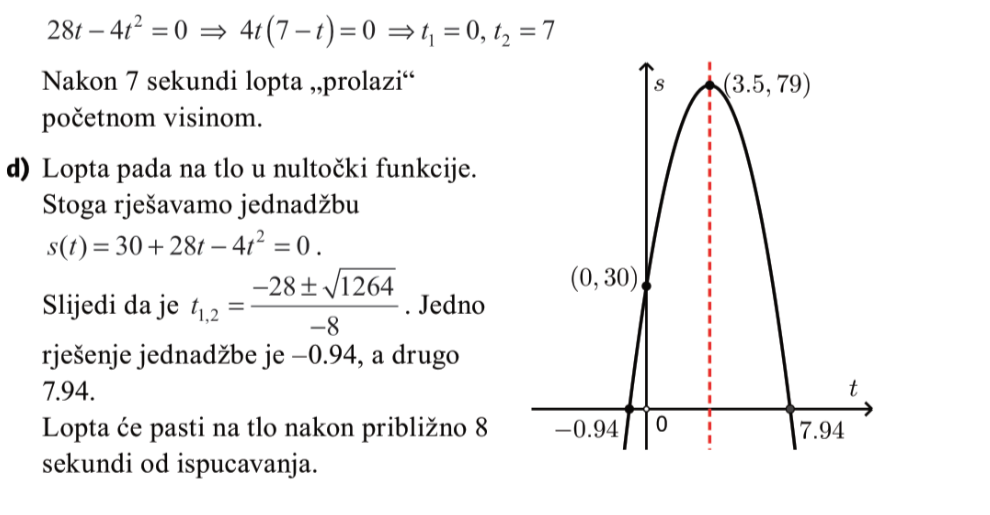 28t – 4t² = 0 ⇒ 4t(7 – t) = 0 ⇒ t₁ = 0, t₂ = 7
Nakon 7 sekundi lopta „prolazi“
početnom visinom.
d) Lopta pada na tlo u nultočki funkcije.
Stoga rješavamo jednadžbu
s(t) = 30 + 28t – 4t² = 0 .
Slijedi da je t₁,₂ = (–28 ± √1264)/(–8) . Jedno
rješenje jednadžbe je –0.94, a drugo
7.94.
Lopta će pasti na tlo nakon približno 8
sekundi od ispucavanja.
s
(3.5, 79)
(0, 30)
t
−0.94
0
7.94